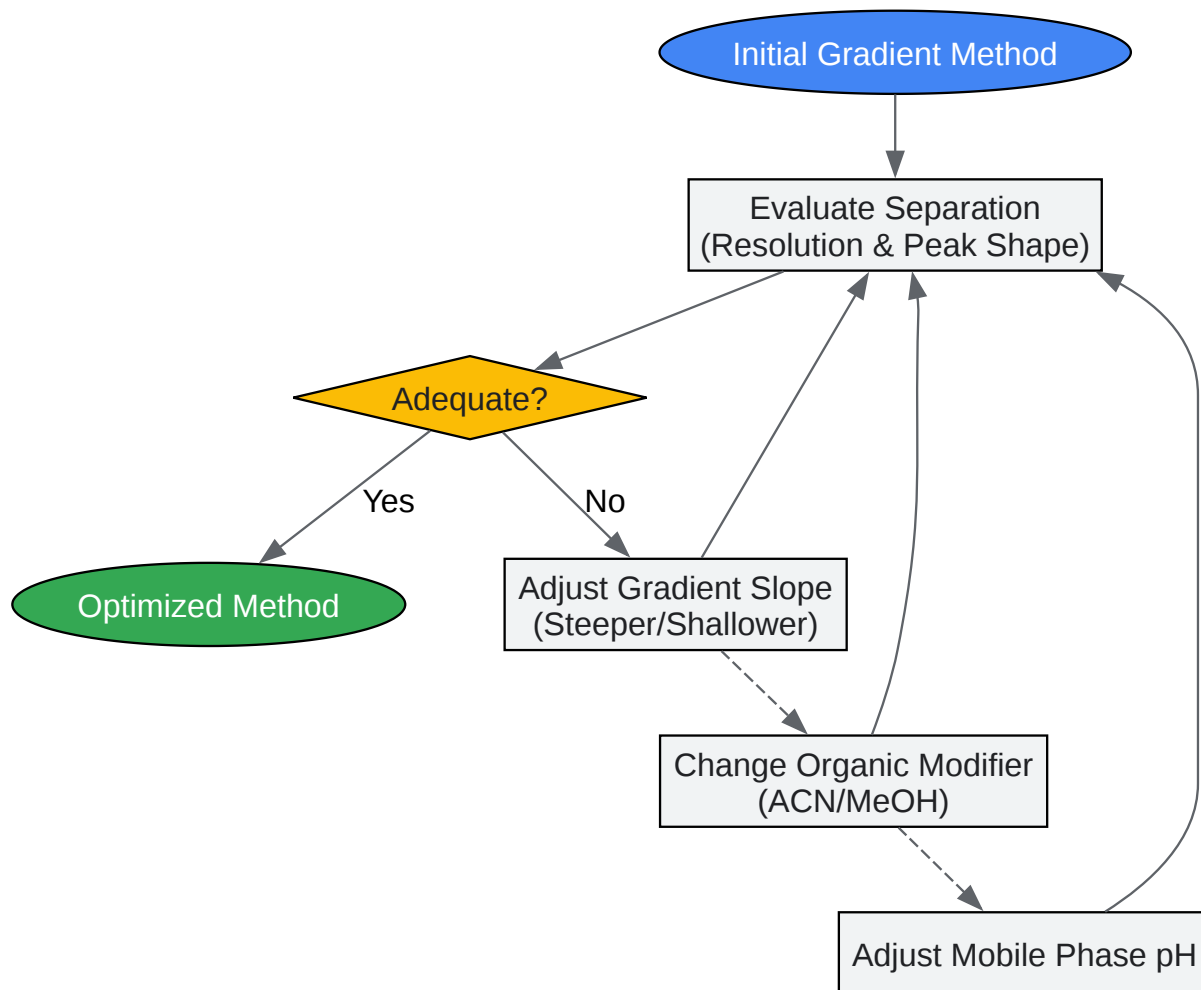 Initial Gradient Method
Evaluate Separation
(Resolution & Peak Shape)
Adequate?
Yes
No
Optimized Method
Adjust Gradient Slope
(Steeper/Shallower)
Change Organic Modifier
(ACN/MeOH)
Adjust Mobile Phase pH